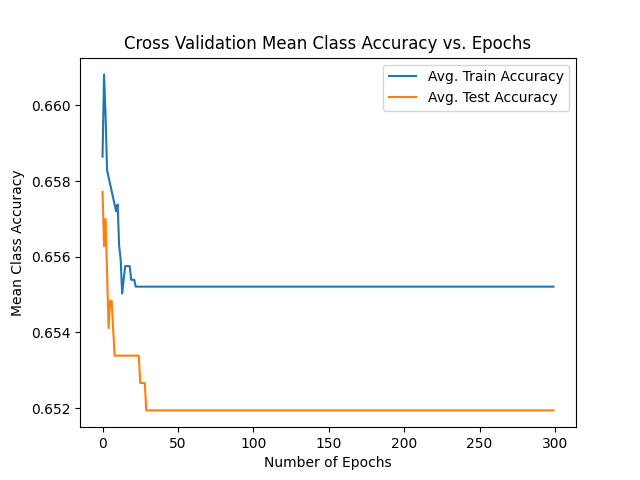 Cross Validation Mean Class Accuracy vs. Epochs
Avg. Train Accuracy
Avg. Test Accuracy
Mean Class Accuracy
0.660
0.658
0.656
0.654
0.652
0 50 100 150 200 250 300
Number of Epochs